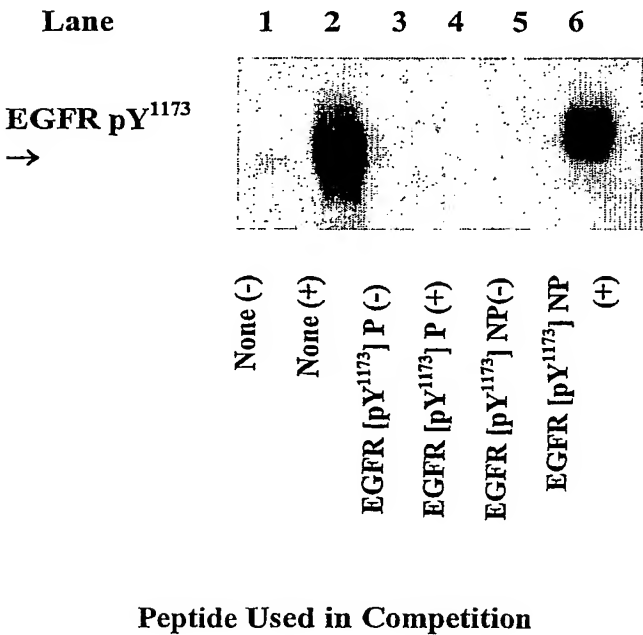 Lane 1 2 3 4 5 6
EGFR pY¹¹⁷³
→
None (-)
None (+)
EGFR [pY¹¹⁷³] P (-)
EGFR [pY¹¹⁷³] P (+)
EGFR [pY¹¹⁷³] NP(-)
EGFR [pY¹¹⁷³] NP
(+)
Peptide Used in Competition